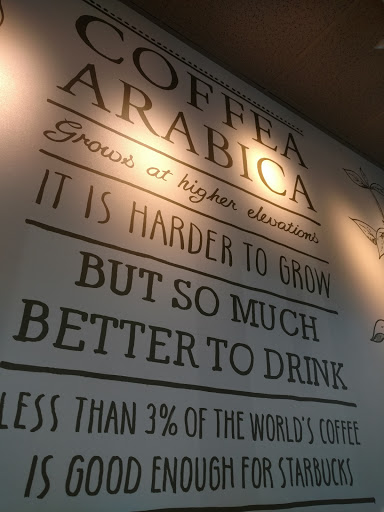 COFFEA
ARABICA
Grows at higher elevations
IT IS HARDER TO GROW
BUT SO MUCH
BETTER TO DRINK
LESS THAN 3% OF THE WORLD'S COFFEE
IS GOOD ENOUGH FOR STARBUCKS